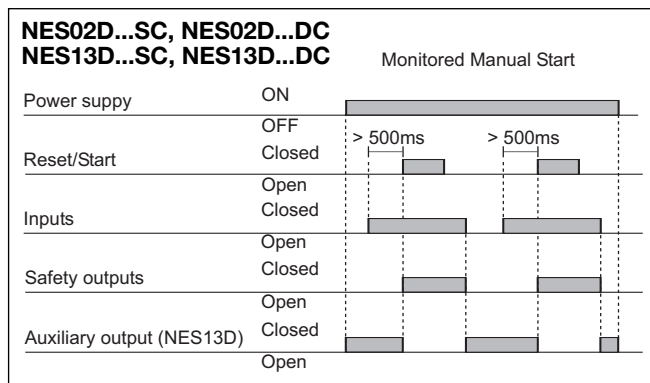 NES02D...SC, NES02D...DC
NES13D...SC, NES13D...DC
Monitored Manual Start
Power suppy
ON
OFF
> 500ms
> 500ms
Reset/Start
Closed
Open
Inputs
Closed
Open
Safety outputs
Closed
Open
Auxiliary output (NES13D)
Closed
Open